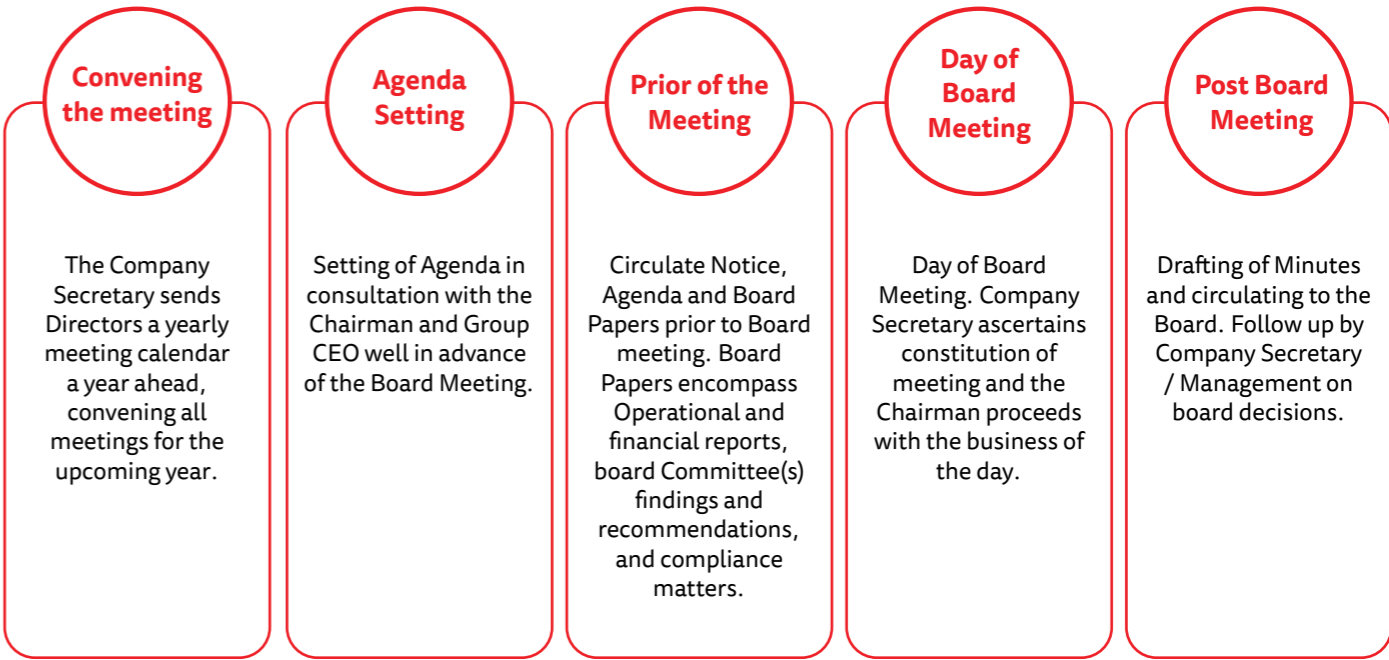 Convening
the meeting
The Company
Secretary sends
Directors a yearly
meeting calendar
a year ahead,
convening all
meetings for the
upcoming year.
Agenda
Setting
Setting of Agenda in
consultation with the
Chairman and Group
CEO well in advance
of the Board Meeting.
Prior of the
Meeting
Circulate Notice,
Agenda and Board
Papers prior to Board
meeting. Board
Papers encompass
Operational and
financial reports,
board Committee(s)
findings and
recommendations,
and compliance
matters.
Day of
Board
Meeting
Day of Board
Meeting. Company
Secretary ascertains
constitution of
meeting and the
Chairman proceeds
with the business of
the day.
Post Board
Meeting
Drafting of Minutes
and circulating to the
Board. Follow up by
Company Secretary
/ Management on
board decisions.